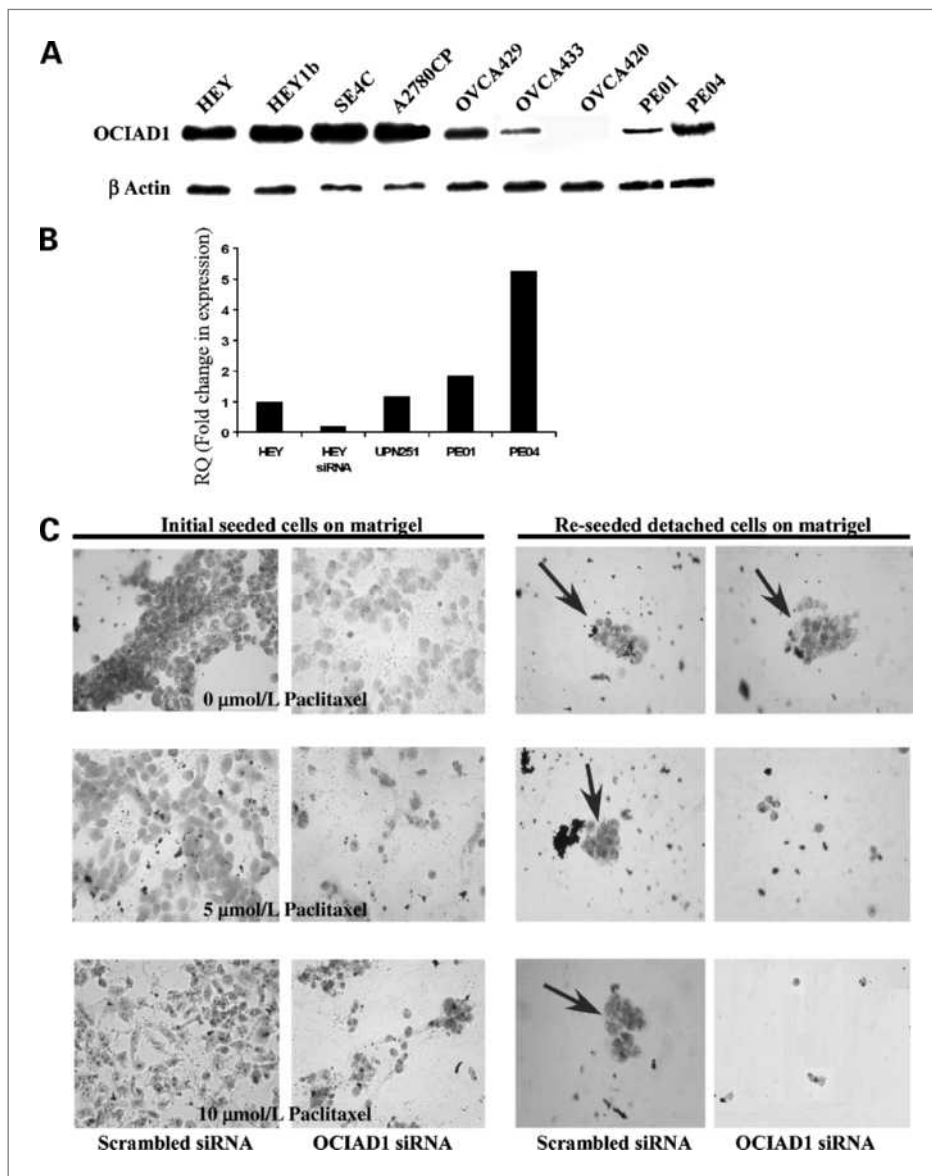 A
HEY HEY1b SE4C A2780CP OVCA429 OVCA433 OVCA420 PE01 PE04
OCIAD1
β Actin
B
RQ (Fold change in expression)
6
5
4
3
2
1
0
HEY HEY siRNA UPN251 PE01 PE04
C
Initial seeded cells on matrigel Re-seeded detached cells on matrigel
0 μmol/L Paclitaxel
5 μmol/L Paclitaxel
10 μmol/L Paclitaxel
Scrambled siRNA OCIAD1 siRNA Scrambled siRNA OCIAD1 siRNA